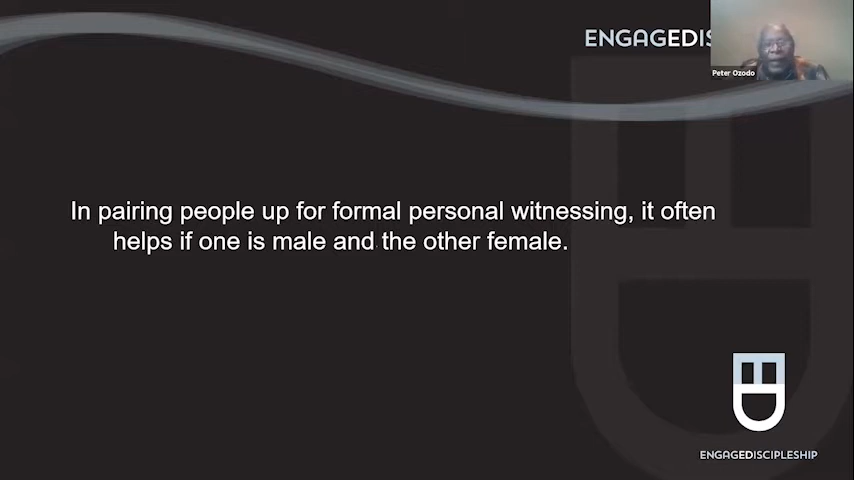 ENGAGEDIS
Peter Ozodo
In pairing people up for formal personal witnessing, it often
helps if one is male and the other female.
ENGAGEDISCIPLESHIP